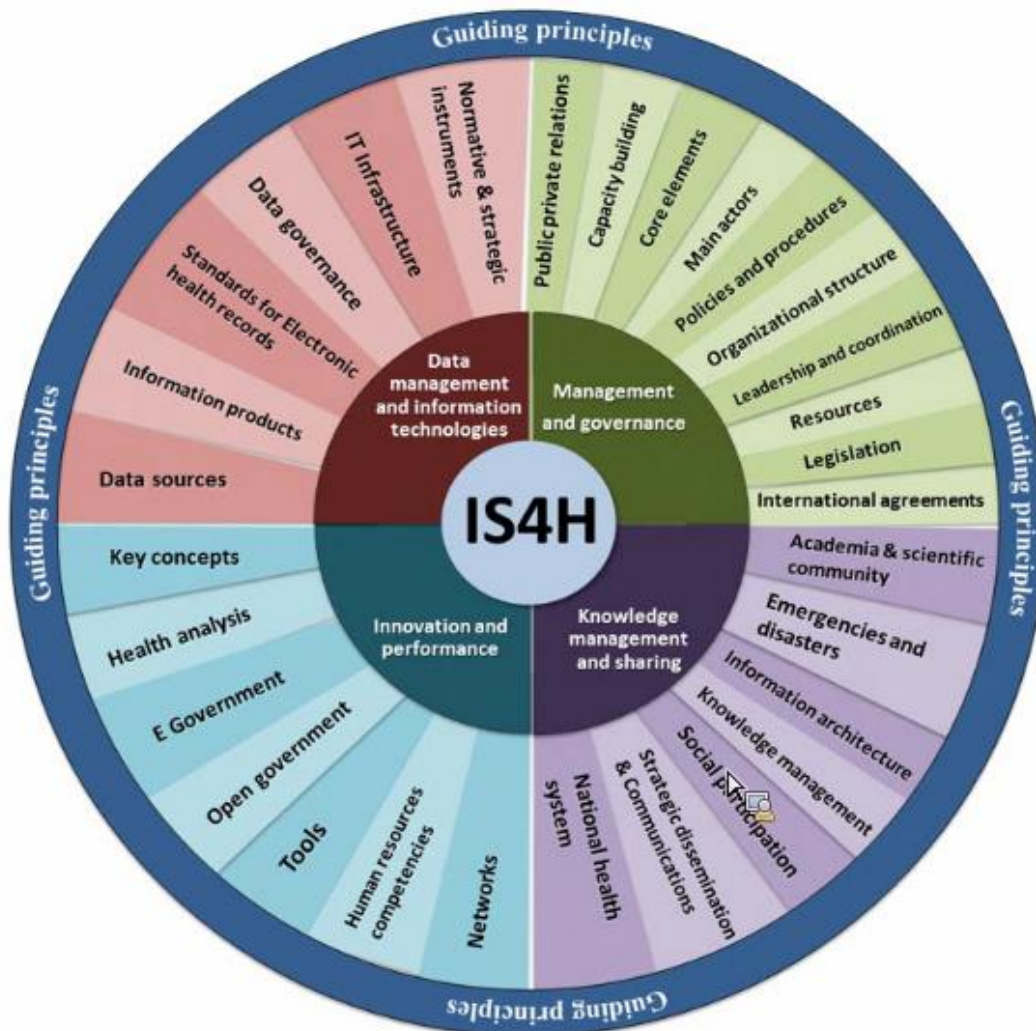 Guiding principles
Normative & strategic
instruments
IT Infrastructure
Data governance
Standards for Electronic
health records
Information products
Data sources
Public private relations
Capacity building
Core elements
Main actors
Policies and procedures
Organizational structure
Leadership and coordination
Resources
Legislation
International agreements
Data
management
and information
technologies
Management
and governance
IS4H
Guiding principles
Guiding principles
Innovation and
performance
Knowledge
management
and sharing
Key concepts
Health analysis
E Government
Open government
Tools
Human resources
competencies
Networks
Academia & scientific
community
Emergencies and
disasters
Information architecture
Knowledge management
Social participation
Strategic dissemination
& Communications
National health
system
Guiding principles